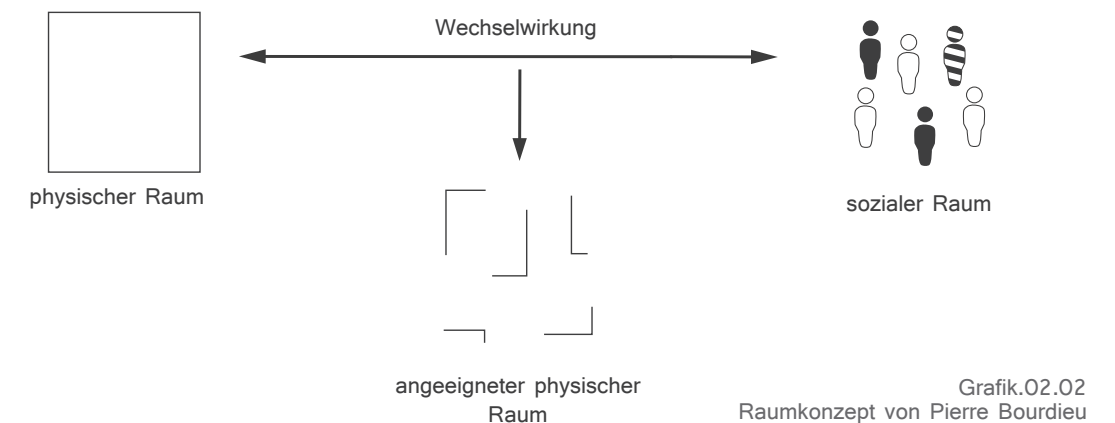 Wechselwirkung
physischer Raum
sozialer Raum
angeeigneter physischer
Raum
Grafik.02.02
Raumkonzept von Pierre Bourdieu